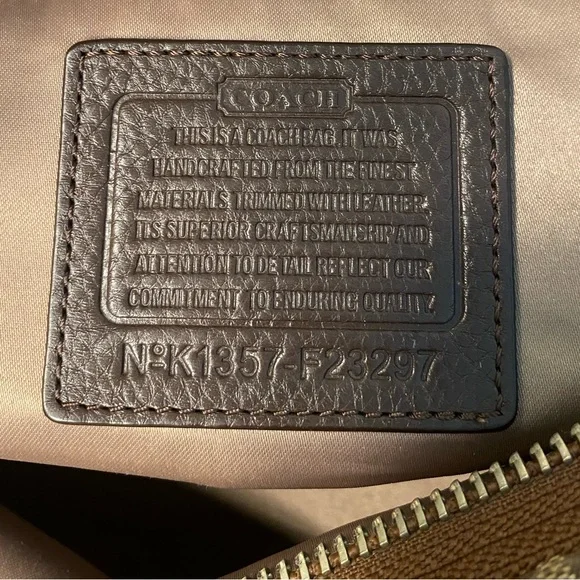 COACH
THIS IS A COACH BAG. IT WAS
HANDCRAFTED FROM THE FINEST
MATERIALS TRIMMED WITH LEATHER.
ITS SUPERIOR CRAFTSMANSHIP AND
ATTENTION TO DETAIL REFLECT OUR
COMMITMENT TO ENDURING QUALITY.
NºK1357-F23297